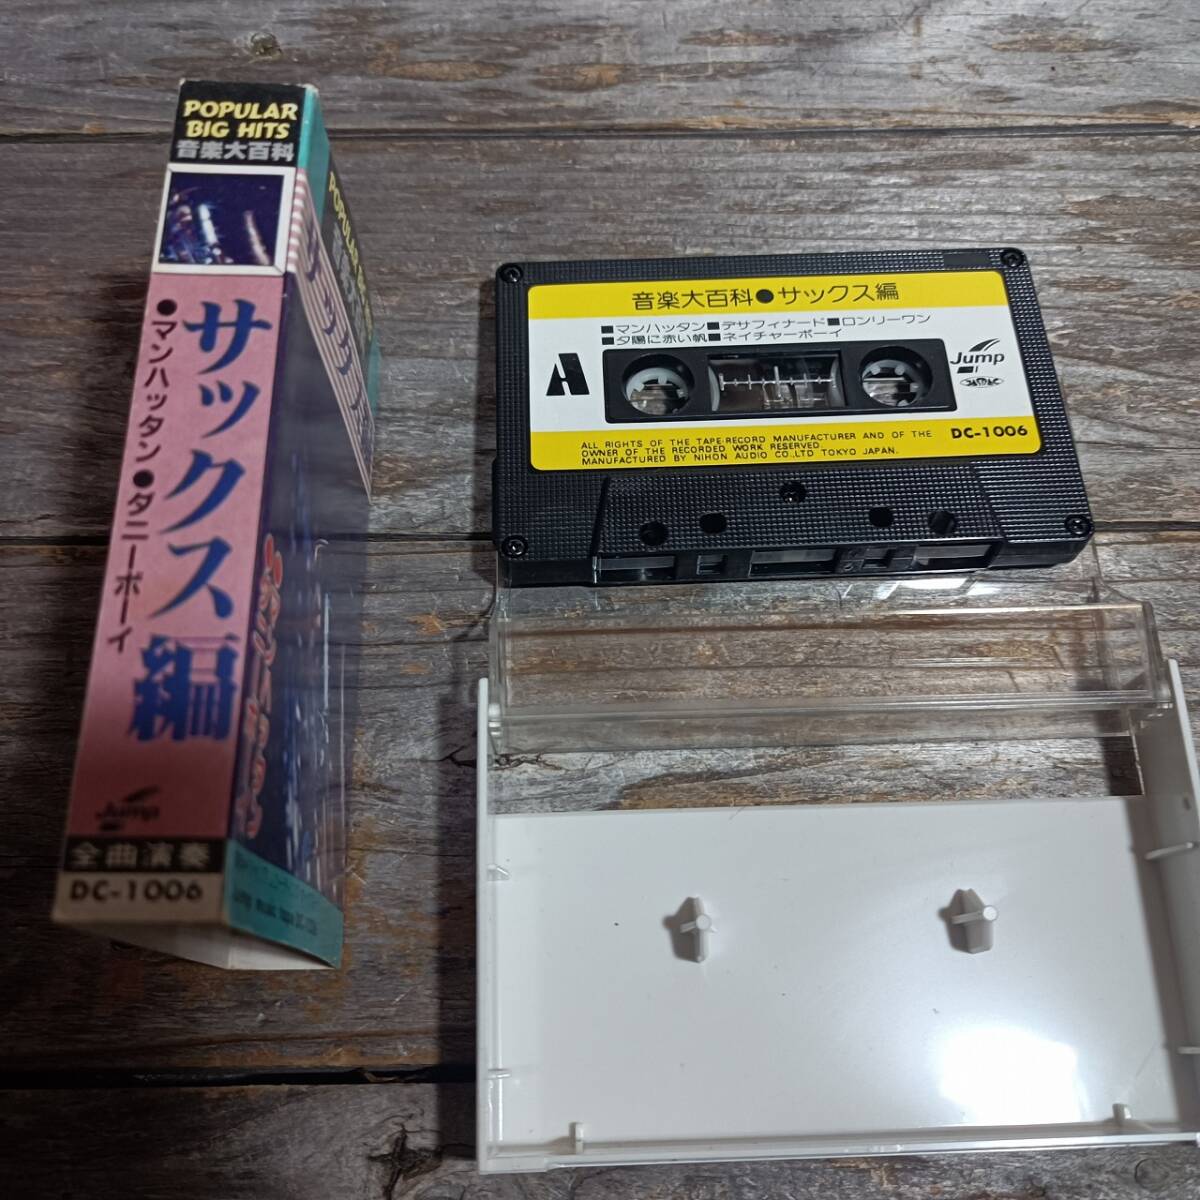 POPULAR
BIG HITS
音楽大百科
サックス編
●マンハッタン●ダニーボーイ
Jump
全曲演奏
DC-1006
POPULAR
音楽大百科●サックス編
■マンハッタン■デサフィナード■ロンリーワン
■夕陽に赤い帆■ネイチャーボーイ
A
Jump
JASRAC
ALL RIGHTS OF THE TAPE-RECORD MANUFACTURER AND OF THE
OWNER OF THE RECORDED WORK RESERVED.
MANUFACTURED BY NIHON AUDIO CO.,LTD TOKYO JAPAN.
DC-1006